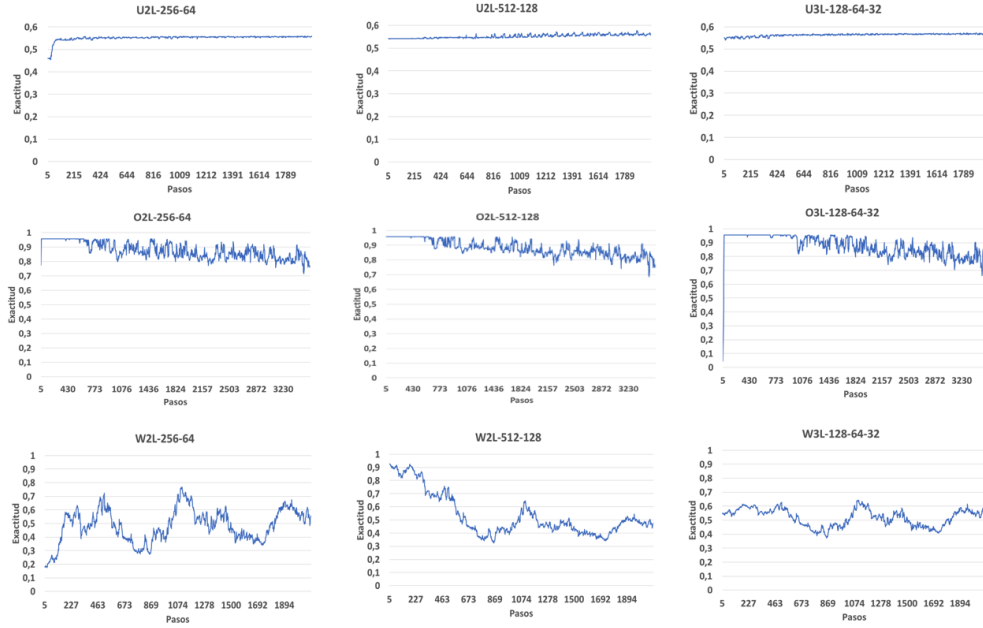 U2L-256-64
Exactitud
0,6
0,5
0,4
0,3
0,2
0,1
0
5 215 424 644 816 1009 1212 1391 1614 1789
Pasos
U2L-512-128
Exactitud
0,6
0,5
0,4
0,3
0,2
0,1
0
5 215 424 644 816 1009 1212 1391 1614 1789
Pasos
U3L-128-64-32
Exactitud
0,6
0,5
0,4
0,3
0,2
0,1
0
5 215 424 644 816 1009 1212 1391 1614 1789
Pasos
O2L-256-64
Exactitud
1
0,9
0,8
0,7
0,6
0,5
0,4
0,3
0,2
0,1
0
5 430 773 1076 1436 1824 2157 2503 2872 3230
Pasos
O2L-512-128
Exactitud
1
0,9
0,8
0,7
0,6
0,5
0,4
0,3
0,2
0,1
0
5 430 773 1076 1436 1824 2157 2503 2872 3230
Pasos
O3L-128-64-32
Exactitud
1
0,9
0,8
0,7
0,6
0,5
0,4
0,3
0,2
0,1
0
5 430 773 1076 1436 1824 2157 2503 2872 3230
Pasos
W2L-256-64
Exactitud
1
0,9
0,8
0,7
0,6
0,5
0,4
0,3
0,2
0,1
0
5 227 463 673 869 1074 1278 1500 1692 1894
Pasos
W2L-512-128
Exactitud
1
0,9
0,8
0,7
0,6
0,5
0,4
0,3
0,2
0,1
0
5 227 463 673 869 1074 1278 1500 1692 1894
Pasos
W3L-128-64-32
Exactitud
1
0,9
0,8
0,7
0,6
0,5
0,4
0,3
0,2
0,1
0
5 227 463 673 869 1074 1278 1500 1692 1894
Pasos